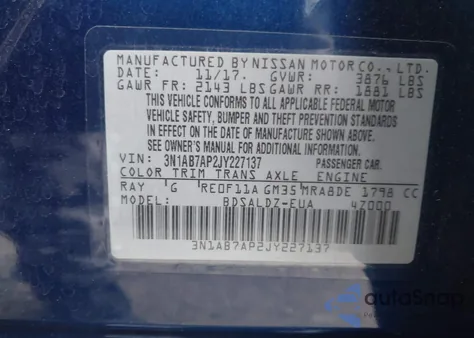 MANUFACTURED BY NISSAN MOTOR CO., LTD.
DATE: 11/17. GVWR: 3876 LBS
GAWR FR: 2143 LBS GAWR RR: 1881 LBS
THIS VEHICLE CONFORMS TO ALL APPLICABLE FEDERAL MOTOR
VEHICLE SAFETY, BUMPER AND THEFT PREVENTION STANDARDS
IN EFFECT ON THE DATE OF MANUFACTURE SHOWN ABOVE.
SEE OWNER'S MANUAL FOR ADDITIONAL INFORMATION.
VIN: 3N1AB7AP2JY227137 PASSENGER CAR.
COLOR TRIM TRANS AXLE ENGINE
RAY G RE0F11A GM35 MRA8DE 1798 CC
MODEL: BDSALDZ-EUA 47000
3N1AB7AP2JY227137
autoSnap